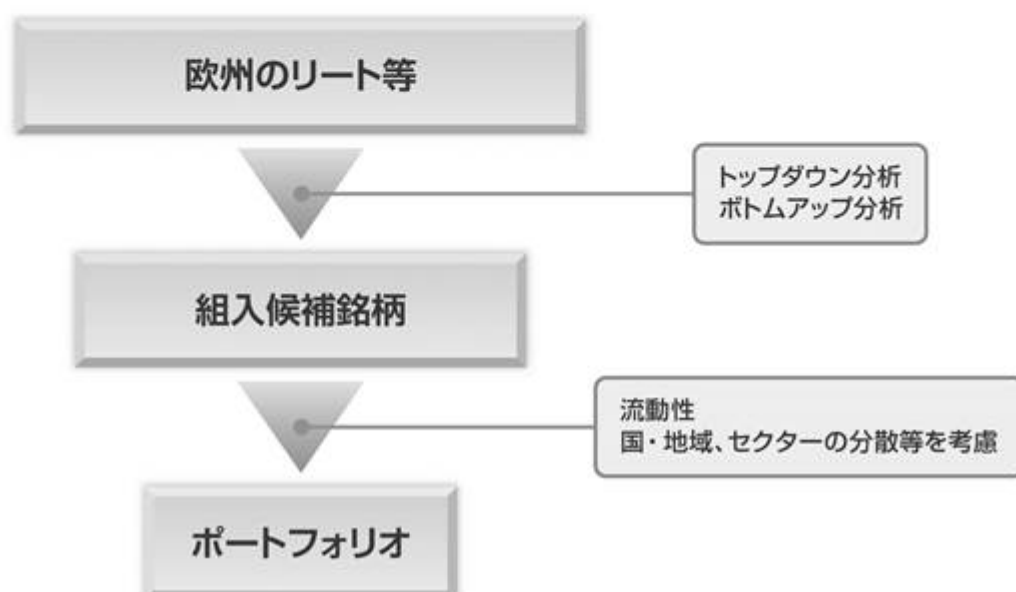 欧州のリート等
トップダウン分析
ボトムアップ分析
組入候補銘柄
流動性
国・地域、セクターの分散等を考慮
ポートフォリオ